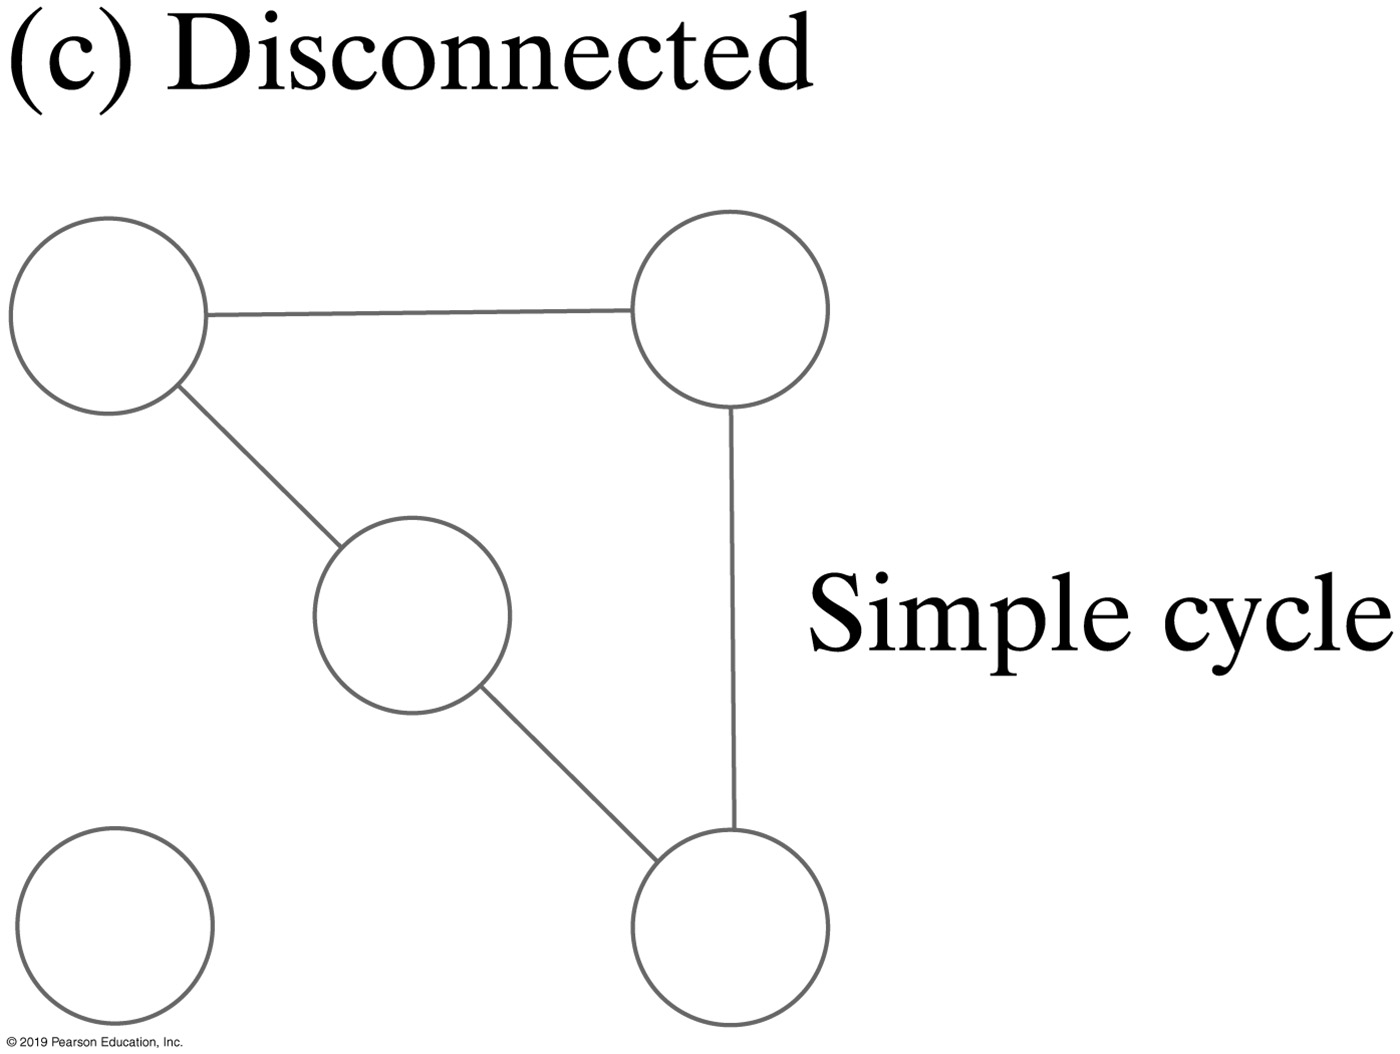 (c) Disconnected
Simple cycle
© 2019 Pearson Education, Inc.